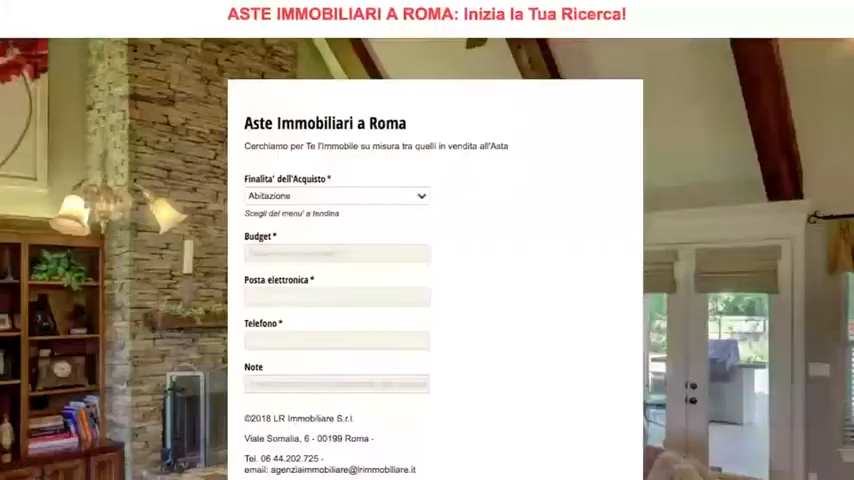 ASTE IMMOBILIARI A ROMA: Inizia la Tua Ricerca!
Aste Immobiliari a Roma
Cerchiamo per Te l'Immobile su misura tra quelli in vendita all'Asta
Finalita' dell'Acquisto *
Abitazione
Scegli dal menu' a tendina
Budget *
Posta elettronica *
Telefono *
Note
©2018 LR Immobiliare S.r.l.
Viale Somalia, 6 - 00199 Roma -
Tel. 06 44.202.725 -
email: agenziaimmobiliare@lrimmobiliare.it